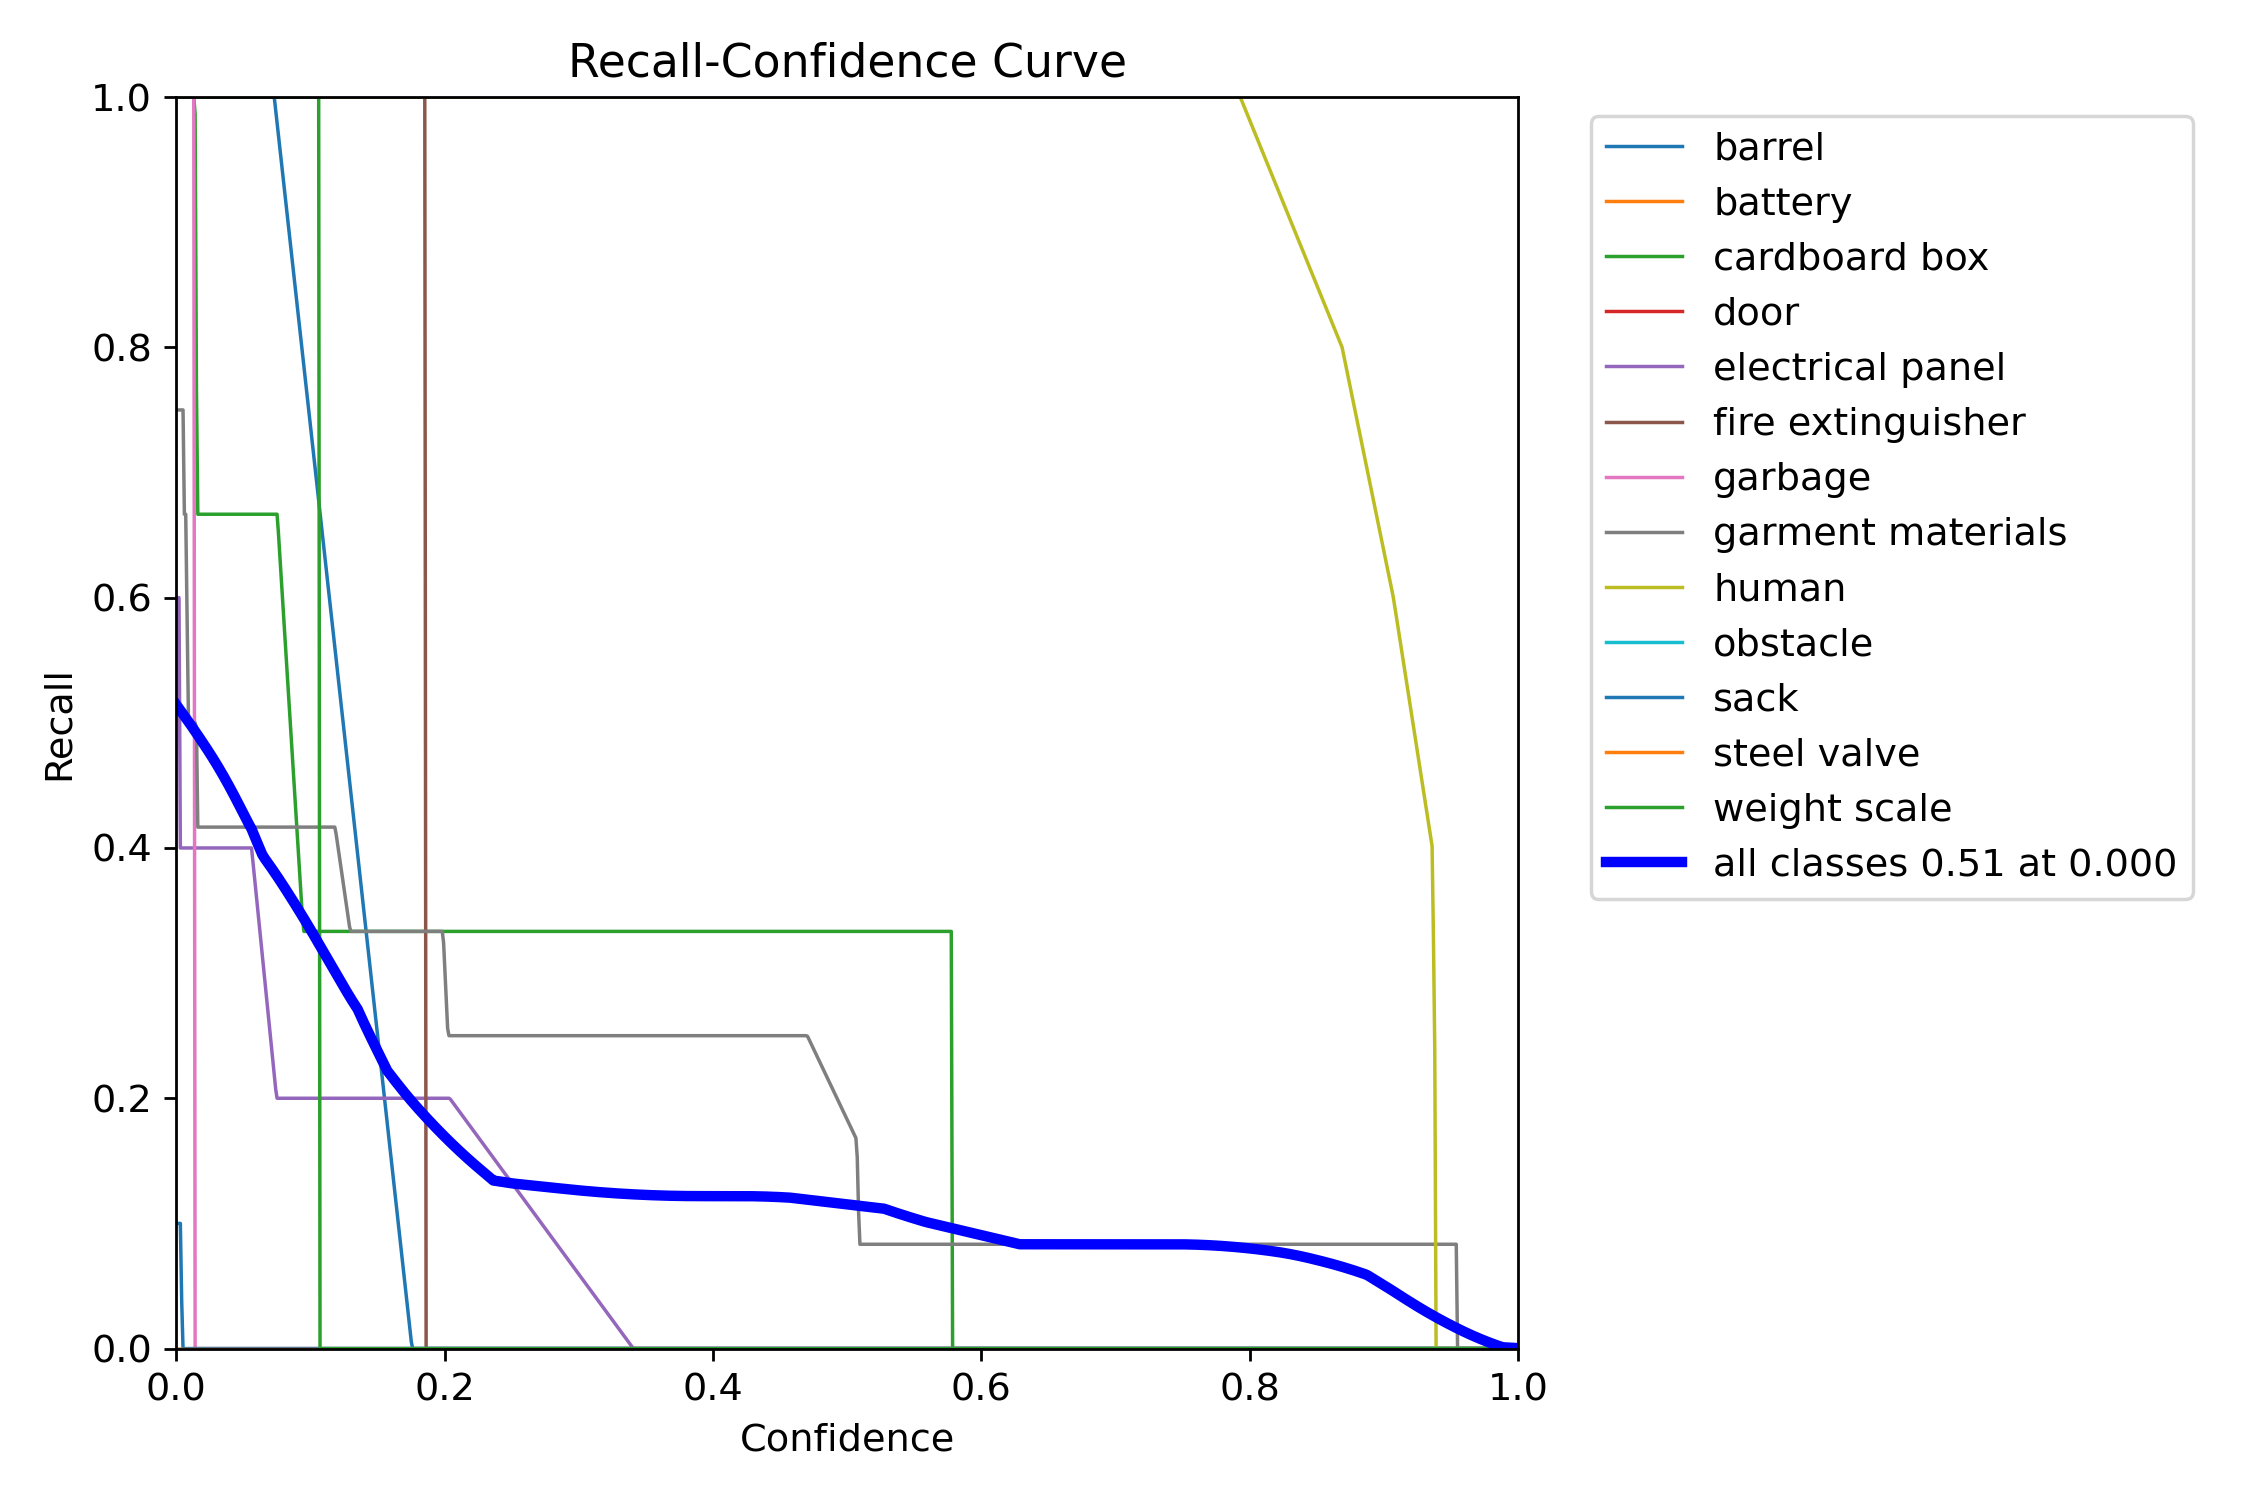 Recall-Confidence Curve
1.0
0.8
0.6
0.4
0.2
0.0
Recall
0.0 0.2 0.4 0.6 0.8 1.0
Confidence
barrel
battery
cardboard box
door
electrical panel
fire extinguisher
garbage
garment materials
human
obstacle
sack
steel valve
weight scale
all classes 0.51 at 0.000